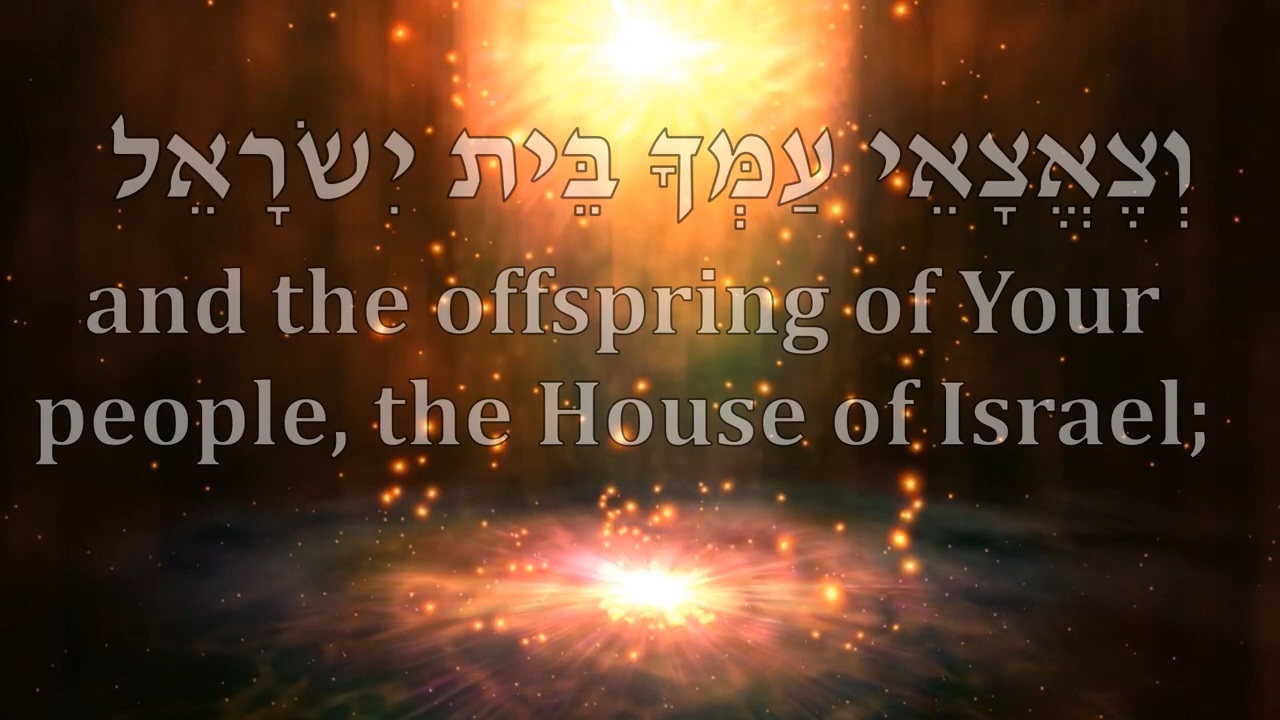 וְצֶאֱצָאֵי עַמְּךָ בֵּית יִשׂרָאֵל
and the offspring of Your
people, the House of Israel;